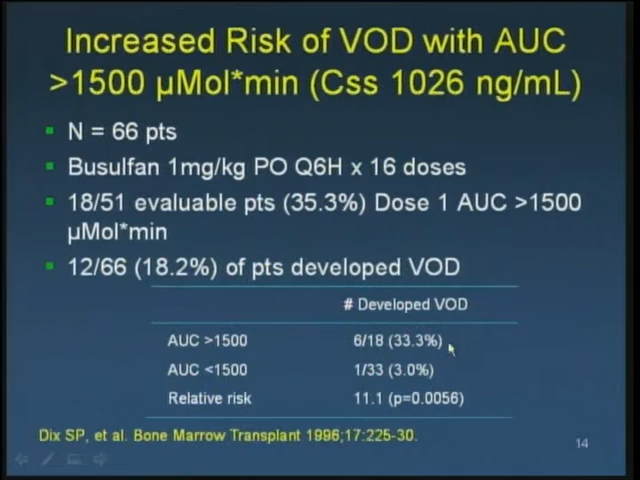 Increased Risk of VOD with AUC
>1500 µMol*min (Css 1026 ng/mL)
N = 66 pts
Busulfan 1mg/kg PO Q6H x 16 doses
18/51 evaluable pts (35.3%) Dose 1 AUC >1500
µMol*min
12/66 (18.2%) of pts developed VOD
# Developed VOD
AUC >1500 6/18 (33.3%)
AUC <1500 1/33 (3.0%)
Relative risk 11.1 (p=0.0056)
Dix SP, et al. Bone Marrow Transplant 1996;17:225-30.
14